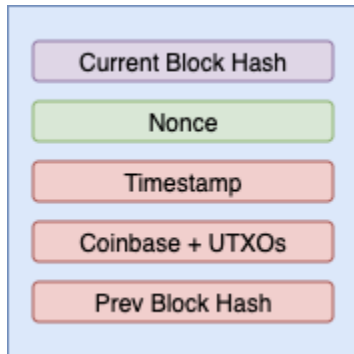 Current Block Hash
Nonce
Timestamp
Coinbase + UTXOs
Prev Block Hash